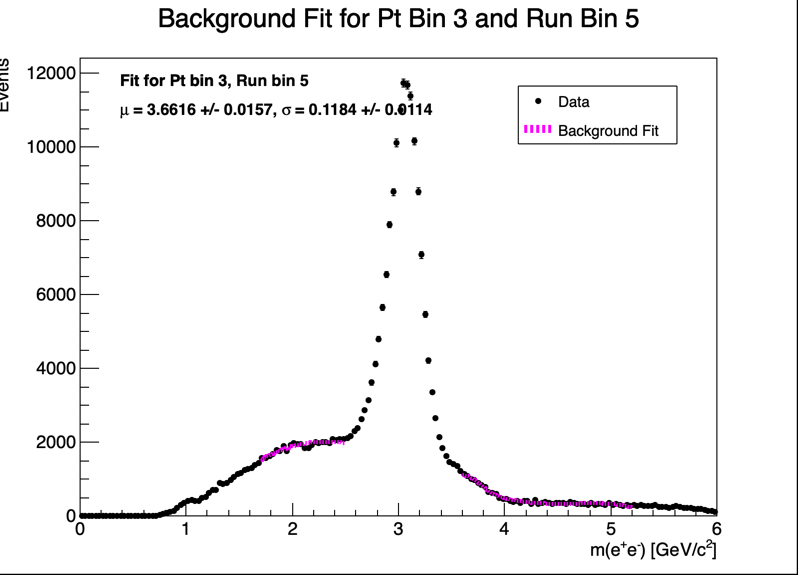 Background Fit for Pt Bin 3 and Run Bin 5
Events
12000
10000
8000
6000
4000
2000
0
Fit for Pt bin 3, Run bin 5
μ = 3.6616 +/- 0.0157, σ = 0.1184 +/- 0.0114
Data
Background Fit
0 1 2 3 4 5 6
m(e⁺e⁻) [GeV/c²]